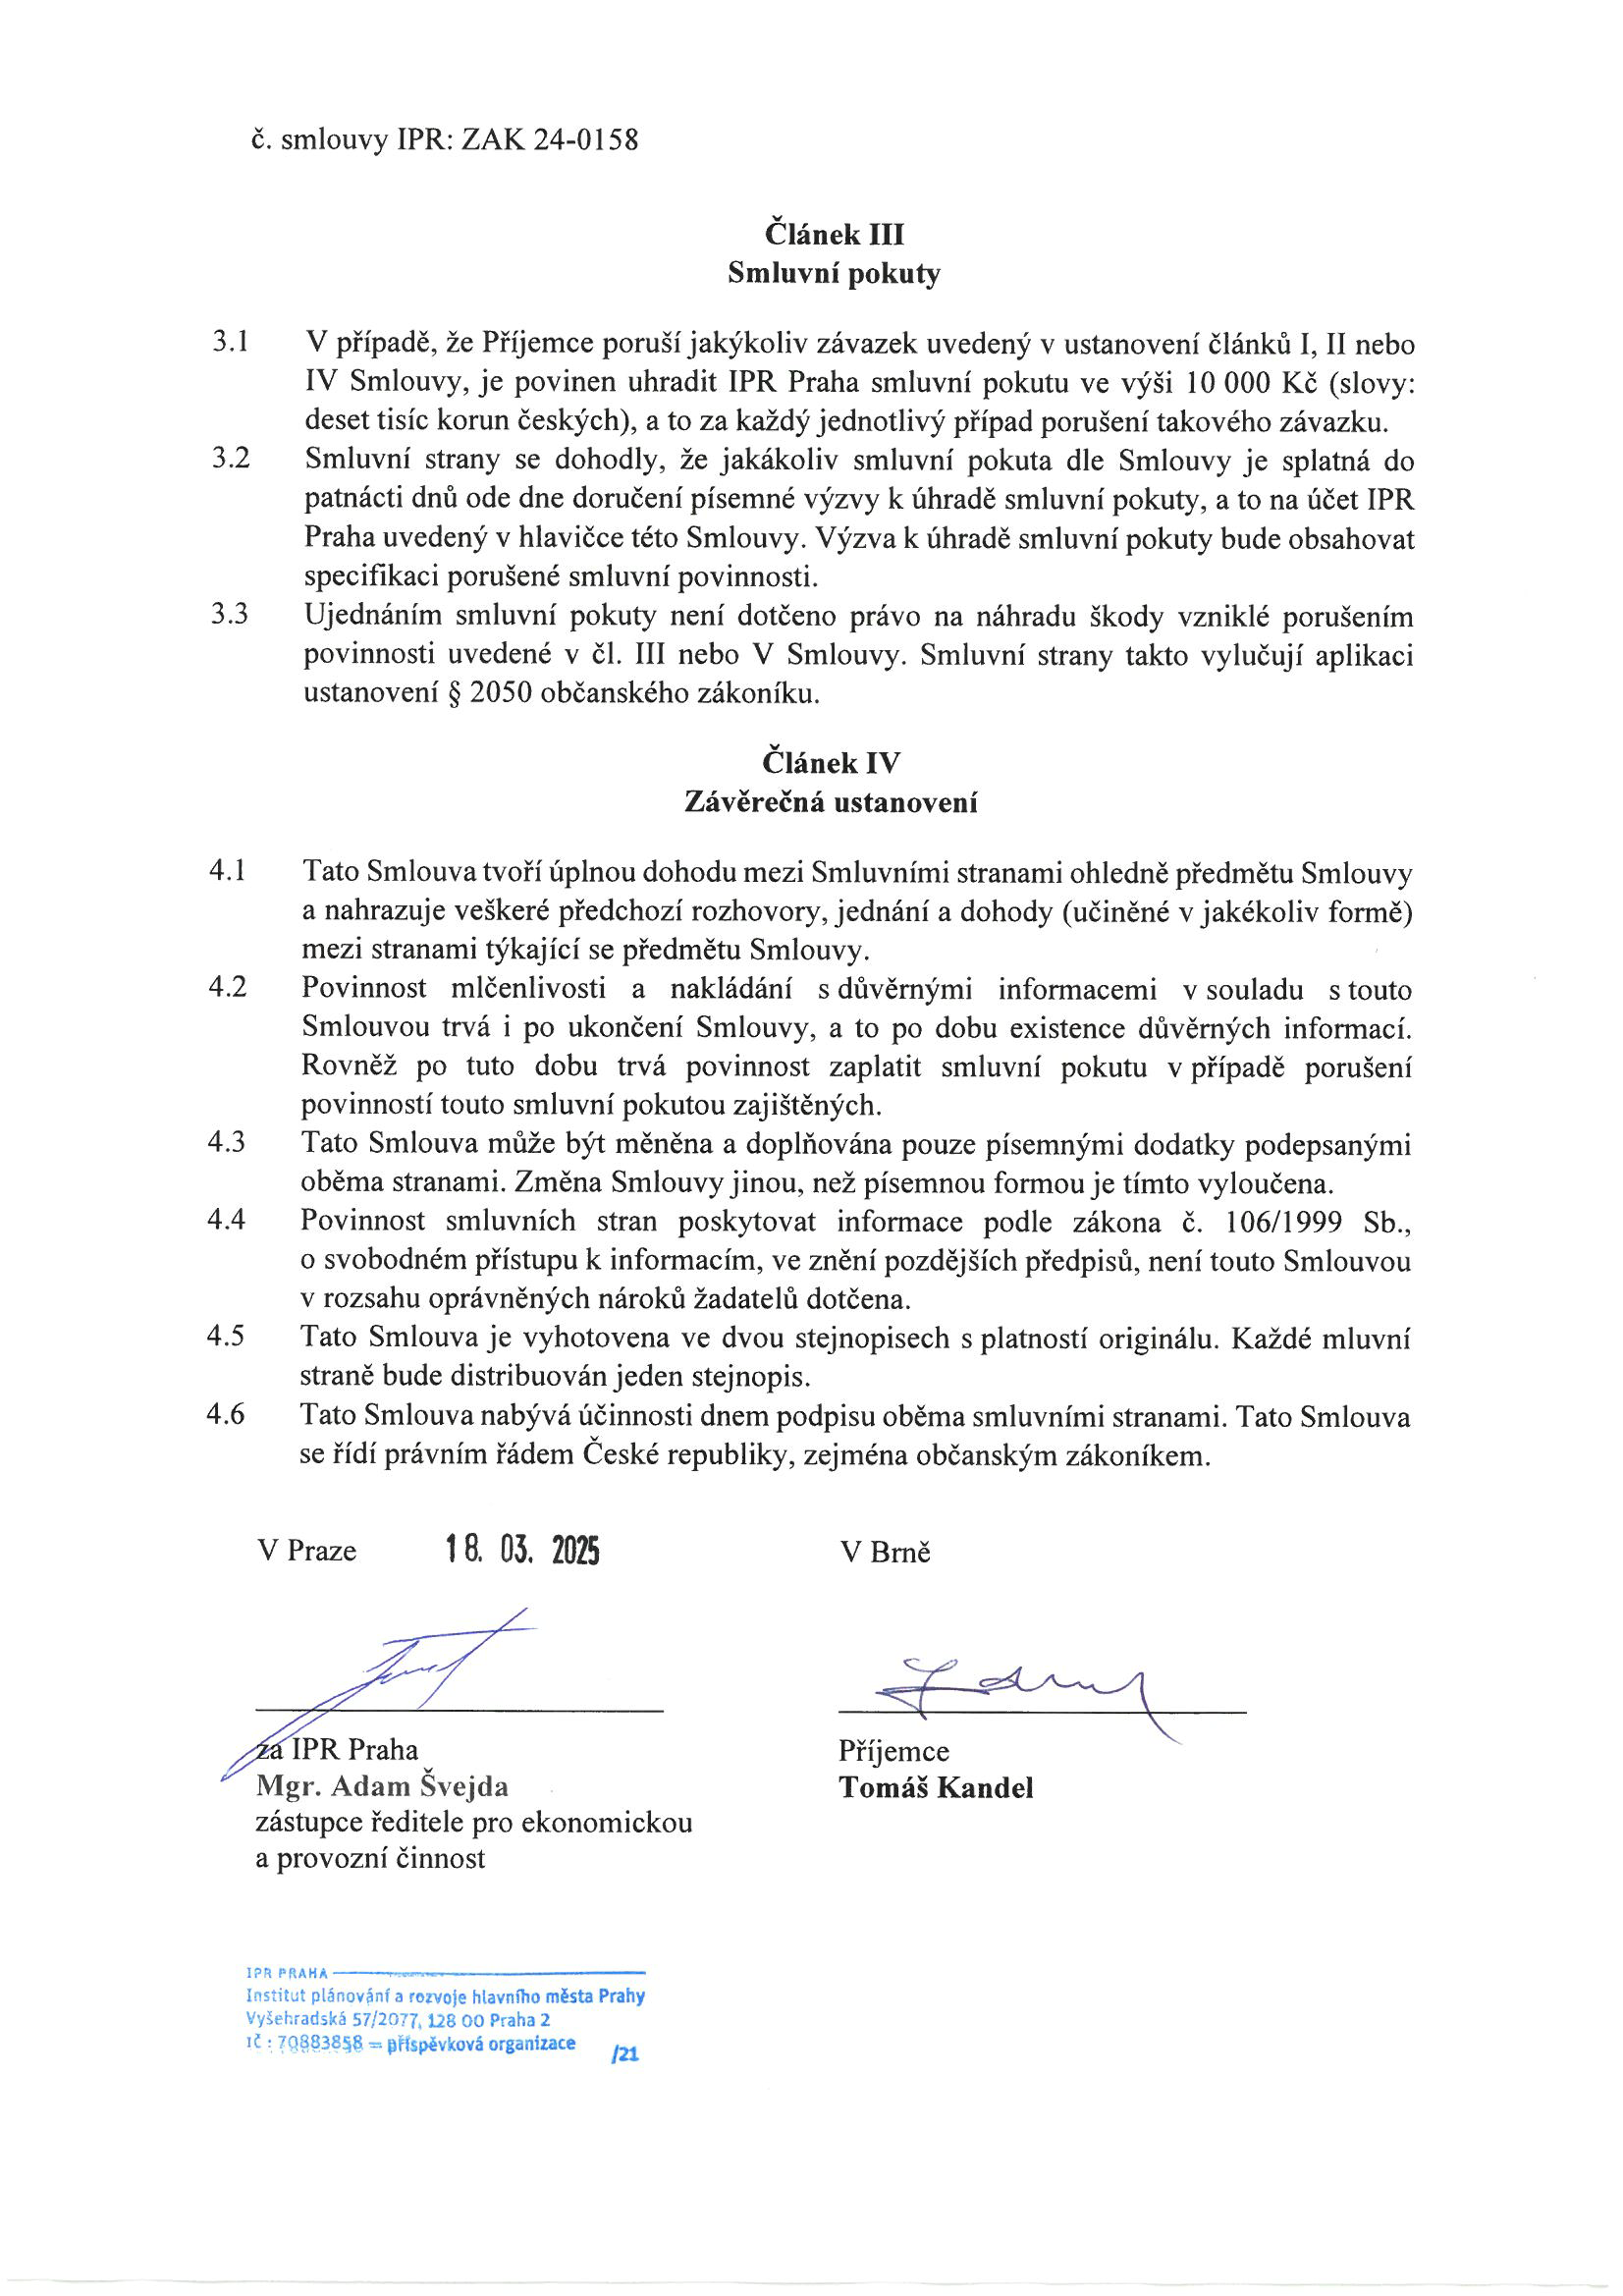 č. smlouvy IPR: ZAK 24-0158
Článek III
Smluvní pokuty
3.1 V případě, že Příjemce poruší jakýkoliv závazek uvedený v ustanovení článků I, II nebo
IV Smlouvy, je povinen uhradit IPR Praha smluvní pokutu ve výši 10 000 Kč (slovy:
deset tisíc korun českých), a to za každý jednotlivý případ porušení takového závazku.
3.2 Smluvní strany se dohodly, že jakákoliv smluvní pokuta dle Smlouvy je splatná do
patnácti dnů ode dne doručení písemné výzvy k úhradě smluvní pokuty, a to na účet IPR
Praha uvedený v hlavičce této Smlouvy. Výzva k úhradě smluvní pokuty bude obsahovat
specifikaci porušené smluvní povinnosti.
3.3 Ujednáním smluvní pokuty není dotčeno právo na náhradu škody vzniklé porušením
povinnosti uvedené v čl. III nebo V Smlouvy. Smluvní strany takto vylučují aplikaci
ustanovení § 2050 občanského zákoníku.
Článek IV
Závěrečná ustanovení
4.1 Tato Smlouva tvoří úplnou dohodu mezi Smluvními stranami ohledně předmětu Smlouvy
a nahrazuje veškeré předchozí rozhovory, jednání a dohody (učiněné v jakékoliv formě)
mezi stranami týkající se předmětu Smlouvy.
4.2 Povinnost mlčenlivosti a nakládání s důvěrnými informacemi v souladu s touto
Smlouvou trvá i po ukončení Smlouvy, a to po dobu existence důvěrných informací.
Rovněž po tuto dobu trvá povinnost zaplatit smluvní pokutu v případě porušení
povinností touto smluvní pokutou zajištěných.
4.3 Tato Smlouva může být měněna a doplňována pouze písemnými dodatky podepsanými
oběma stranami. Změna Smlouvy jinou, než písemnou formou je tímto vyloučena.
4.4 Povinnost smluvních stran poskytovat informace podle zákona č. 106/1999 Sb.,
o svobodném přístupu k informacím, ve znění pozdějších předpisů, není touto Smlouvou
v rozsahu oprávněných nároků žadatelů dotčena.
4.5 Tato Smlouva je vyhotovena ve dvou stejnopisech s platností originálu. Každé mluvní
straně bude distribuován jeden stejnopis.
4.6 Tato Smlouva nabývá účinnosti dnem podpisu oběma smluvními stranami. Tato Smlouva
se řídí právním řádem České republiky, zejména občanským zákoníkem.
V Praze 18. 03. 2025 V Brně
za IPR Praha Příjemce
Mgr. Adam Švejda Tomáš Kandel
zástupce ředitele pro ekonomickou
a provozní činnost
IPR PRAHA
Institut plánování a rozvoje hlavního města Prahy
Vyšehradská 57/2077, 128 00 Praha 2
IČ : 70883858 – příspěvková organizace /21